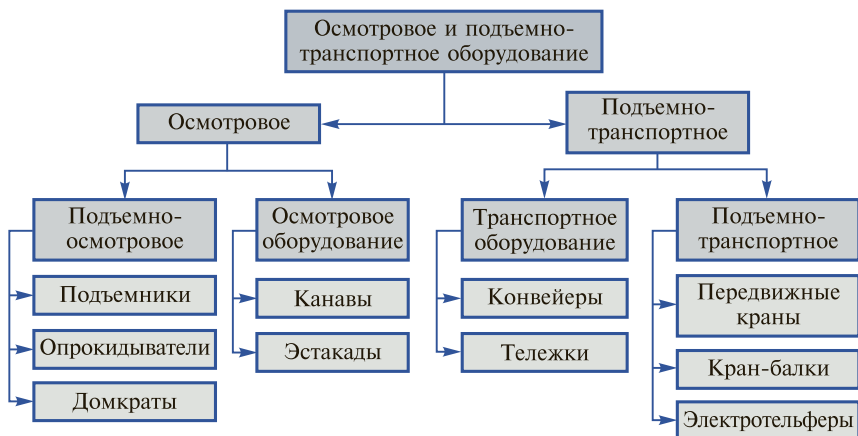 Осмотровое и подъемно-
транспортное оборудование
Осмотровое
Подъемно-
транспортное
Подъемно-
осмотровое
Подъемники
Опрокидыватели
Домкраты
Осмотровое
оборудование
Канавы
Эстакады
Транспортное
оборудование
Конвейеры
Тележки
Подъемно-
транспортное
Передвижные
краны
Кран-балки
Электротельферы